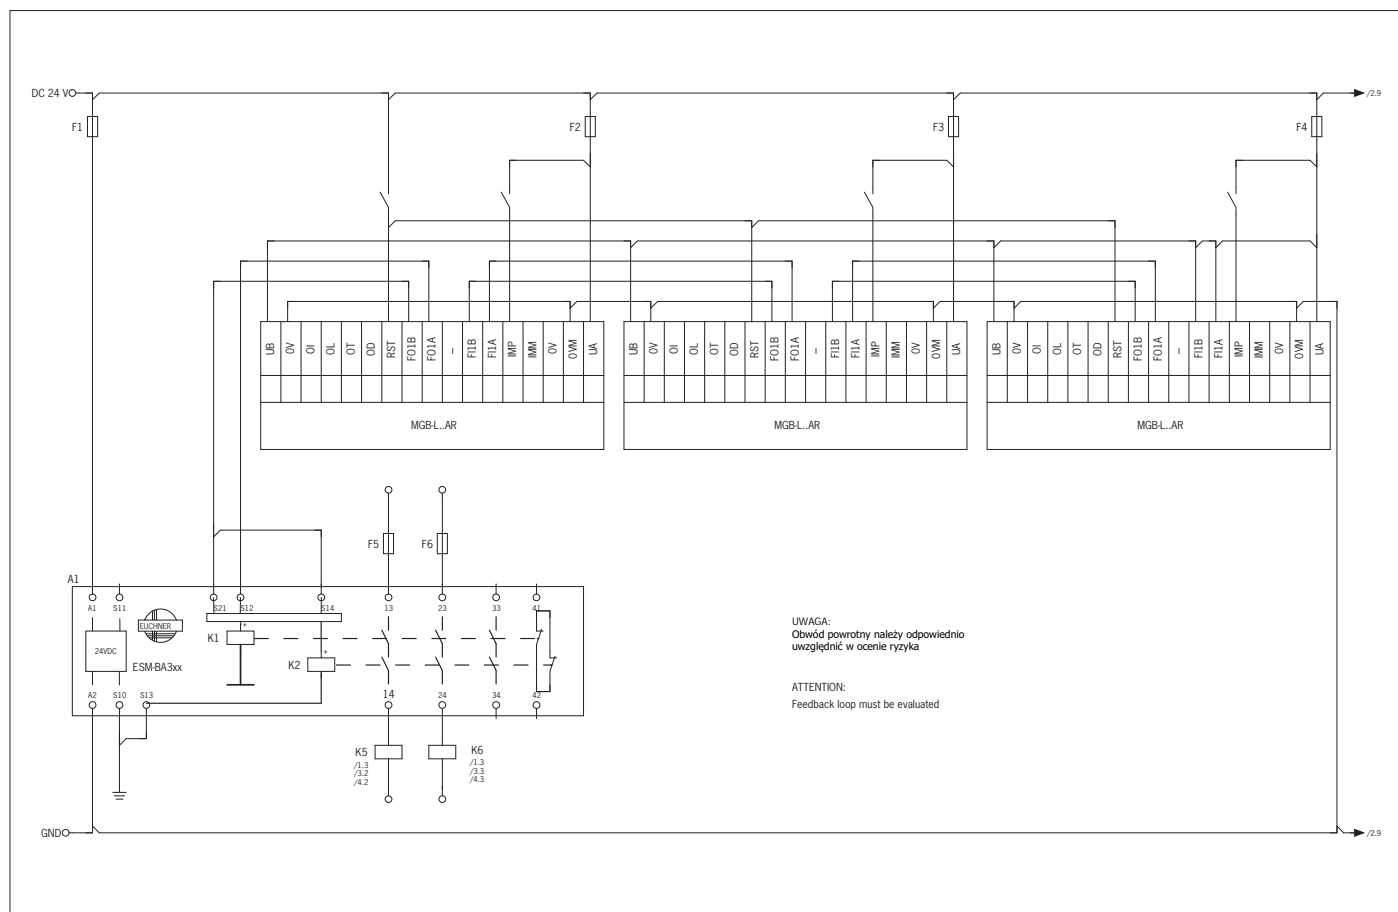 DC 24 V
/2.9
F1
F2
F3
F4
UB
0V
OI
OL
OT
OD
RST
FO1B
FO1A
–
FI1B
FI1A
IMP
IMM
0V
0VM
UA
UB
0V
OI
OL
OT
OD
RST
FO1B
FO1A
–
FI1B
FI1A
IMP
IMM
0V
0VM
UA
UB
0V
OI
OL
OT
OD
RST
FO1B
FO1A
–
FI1B
FI1A
IMP
IMM
0V
0VM
UA
MGB-L..AR
MGB-L..AR
MGB-L..AR
F5
F6
A1
A1
S11
S21
S12
S14
13
23
33
41
EUCHNER
K1
+
24VDC
ESM-BA3xx
K2
+
A2
S10
S13
14
24
34
42
UWAGA:
Obwód powrotny należy odpowiednio
uwzględnić w ocenie ryzyka
ATTENTION:
Feedback loop must be evaluated
K5
/1.3
/3.2
/4.2
K6
/1.3
/3.3
/4.3
GND
/2.9